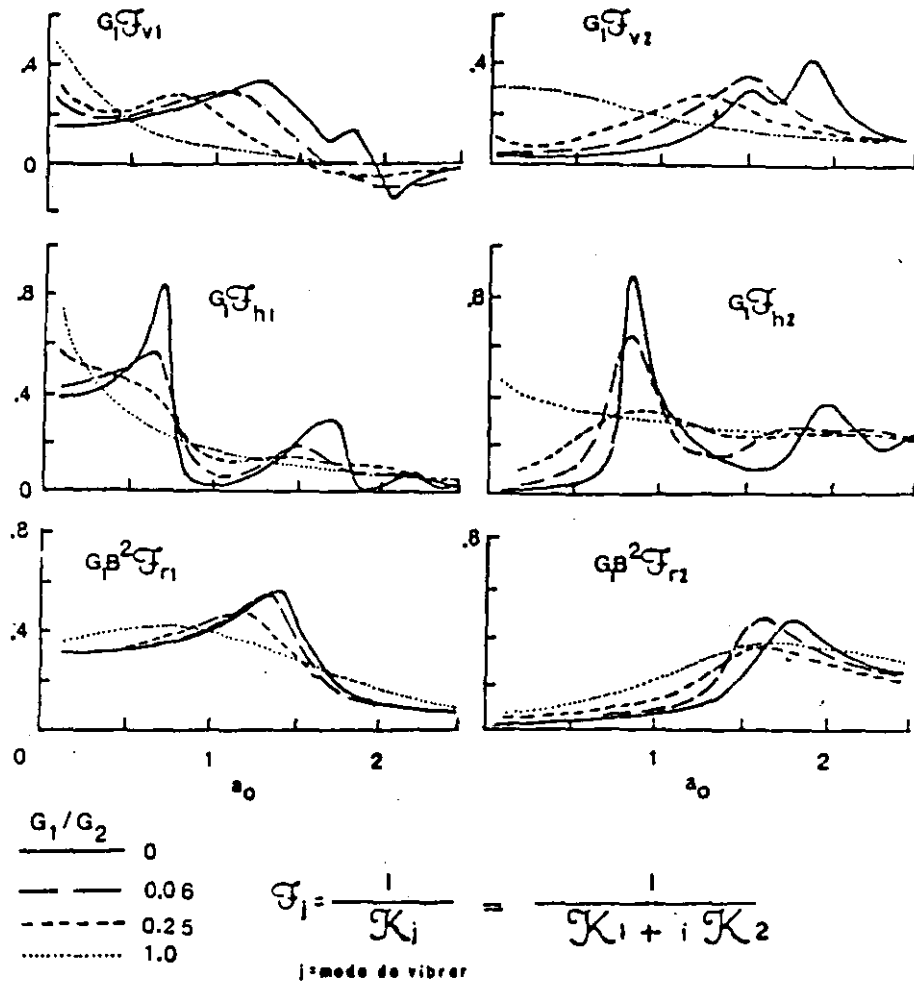 G₁ℱv1
G₁ℱv2
.4
0
.4
0
G₁ℱh1
G₁ℱh2
.8
.4
0
.8
G₁B²ℱr1
G₁B²ℱr2
.8
.4
0
1
2
a₀
.8
1
2
a₀
G₁/G₂
0
0.06
0.25
1.0
ℱj = 1 / 𝒦j = 1 / 𝒦1 + i 𝒦2
j=modo de vibrar